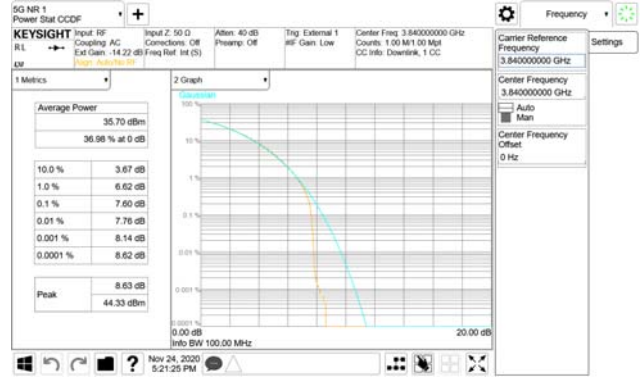 5G NR 1
Power Stat CCDF
+
Frequency
KEYSIGHT
RL
Input: RF
Coupling: AC
Ext Gain: -14.22 dB
Align: Auto/No RF
Input Z: 50 Ω
Corrections: Off
Freq Ref: Int (S)
Atten: 40 dB
Preamp: Off
Trig: External 1
#IF Gain: Low
Center Freq: 3.840000000 GHz
Counts: 1.00 M/1.00 Mpt
CC Info: Downlink, 1 CC
Carrier Reference
Frequency
3.840000000 GHz
Settings
Center Frequency
3.840000000 GHz
Auto
Man
Center Frequency
Offset
0 Hz
1 Metrics
Average Power
35.70 dBm
36.98 % at 0 dB
10.0 % 3.67 dB
1.0 % 6.62 dB
0.1 % 7.60 dB
0.01 % 7.76 dB
0.001 % 8.14 dB
0.0001 % 8.62 dB
Peak 8.63 dB
44.33 dBm
2 Graph
Gaussian
100 %
10 %
1 %
0.1 %
0.01 %
0.001 %
0.0001 %
0.00 dB 20.00 dB
Info BW 100.00 MHz
?
Nov 24, 2020
5:21:25 PM